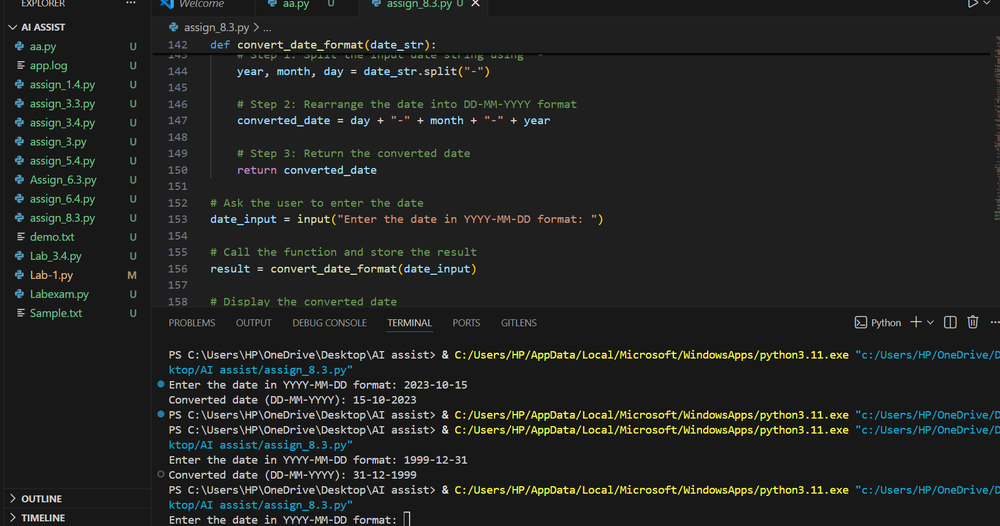 EXPLORER
···
AI ASSIST
aa.py U
app.log U
assign_1.4.py U
assign_3.3.py U
assign_3.4.py U
assign_3.py U
assign_5.4.py U
Assign_6.3.py U
assign_6.4.py U
assign_8.3.py U
demo.txt U
Lab_3.4.py U
Lab-1.py M
Labexam.py U
Sample.txt U
OUTLINE
TIMELINE
Welcome
aa.py U
assign_8.3.py U
assign_8.3.py > ...
142 def convert_date_format(date_str):
143 # Step 1: Split the input date string using "-"
144 year, month, day = date_str.split("-")
145
146 # Step 2: Rearrange the date into DD-MM-YYYY format
147 converted_date = day + "-" + month + "-" + year
148
149 # Step 3: Return the converted date
150 return converted_date
151
152 # Ask the user to enter the date
153 date_input = input("Enter the date in YYYY-MM-DD format: ")
154
155 # Call the function and store the result
156 result = convert_date_format(date_input)
157
158 # Display the converted date
PROBLEMS OUTPUT DEBUG CONSOLE TERMINAL PORTS GITLENS
Python
···
PS C:\Users\HP\OneDrive\Desktop\AI assist> & C:/Users/HP/AppData/Local/Microsoft/WindowsApps/python3.11.exe "c:/Users/HP/OneDrive/D
ktop/AI assist/assign_8.3.py"
Enter the date in YYYY-MM-DD format: 2023-10-15
Converted date (DD-MM-YYYY): 15-10-2023
PS C:\Users\HP\OneDrive\Desktop\AI assist> & C:/Users/HP/AppData/Local/Microsoft/WindowsApps/python3.11.exe "c:/Users/HP/OneDrive/D
PS C:\Users\HP\OneDrive\Desktop\AI assist> & C:/Users/HP/AppData/Local/Microsoft/WindowsApps/python3.11.exe "c:/Users/HP/OneDrive/D
ktop/AI assist/assign_8.3.py"
Enter the date in YYYY-MM-DD format: 1999-12-31
Converted date (DD-MM-YYYY): 31-12-1999
PS C:\Users\HP\OneDrive\Desktop\AI assist> & C:/Users/HP/AppData/Local/Microsoft/WindowsApps/python3.11.exe "c:/Users/HP/OneDrive/D
ktop/AI assist/assign_8.3.py"
Enter the date in YYYY-MM-DD format: